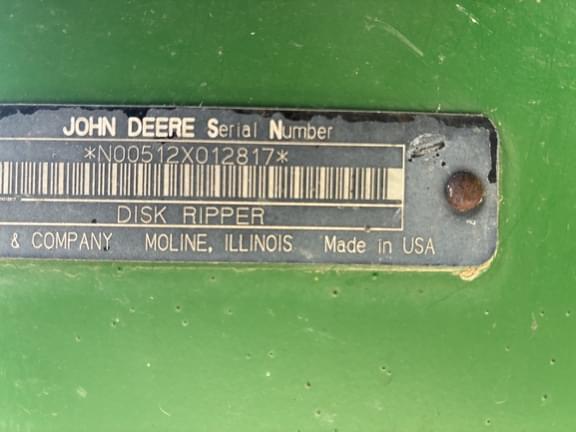 JOHN DEERE Serial Number
*N00512X012817*
DISK RIPPER
& COMPANY MOLINE, ILLINOIS Made in USA